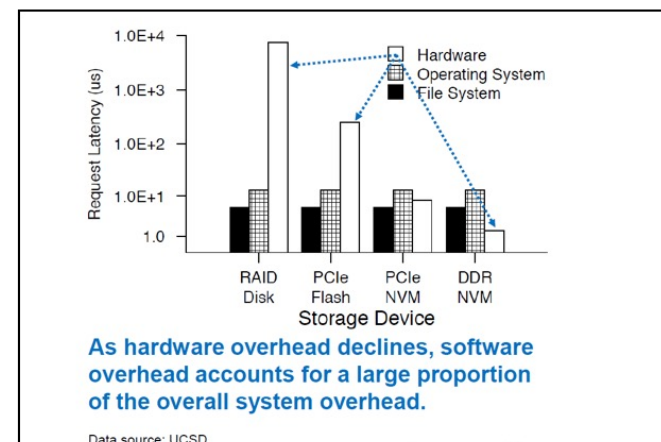 1.0E+4
1.0E+3
1.0E+2
1.0E+1
1.0
Request Latency (us)
Hardware
Operating System
File System
RAID Disk
PCIe Flash
PCIe NVM
DDR NVM
Storage Device
As hardware overhead declines, software
overhead accounts for a large proportion
of the overall system overhead.
Data source: UCSD